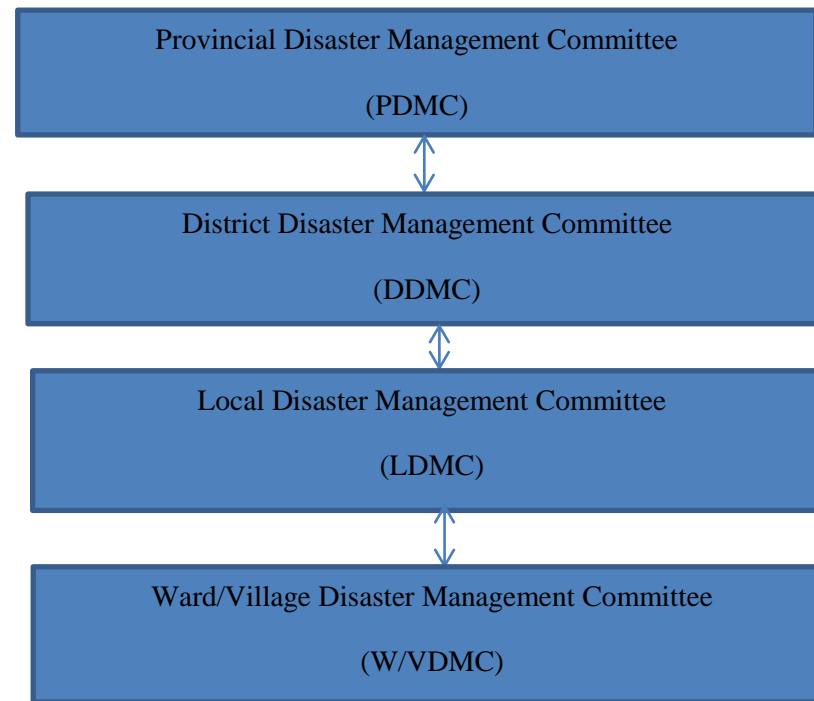 Provincial Disaster Management Committee
(PDMC)
District Disaster Management Committee
(DDMC)
Local Disaster Management Committee
(LDMC)
Ward/Village Disaster Management Committee
(W/VDMC)